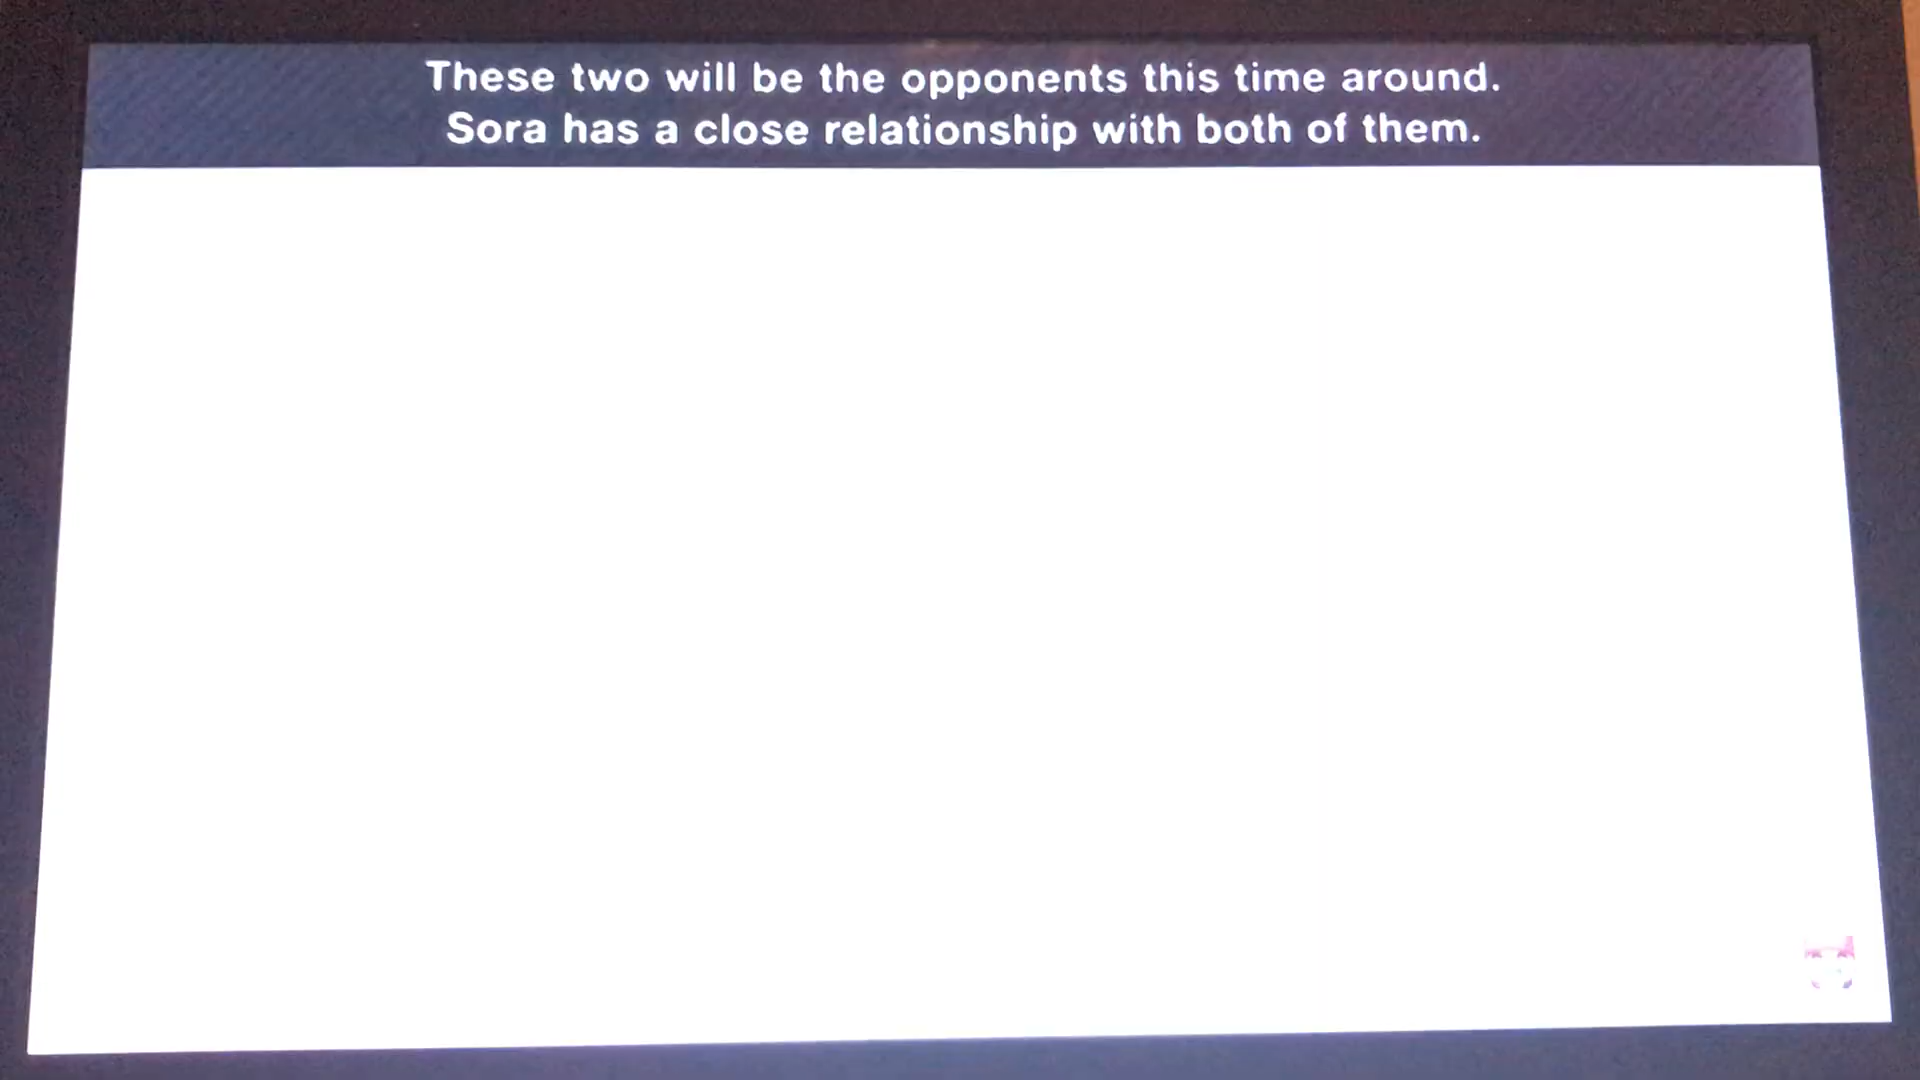 These two will be the opponents this time around.
Sora has a close relationship with both of them.